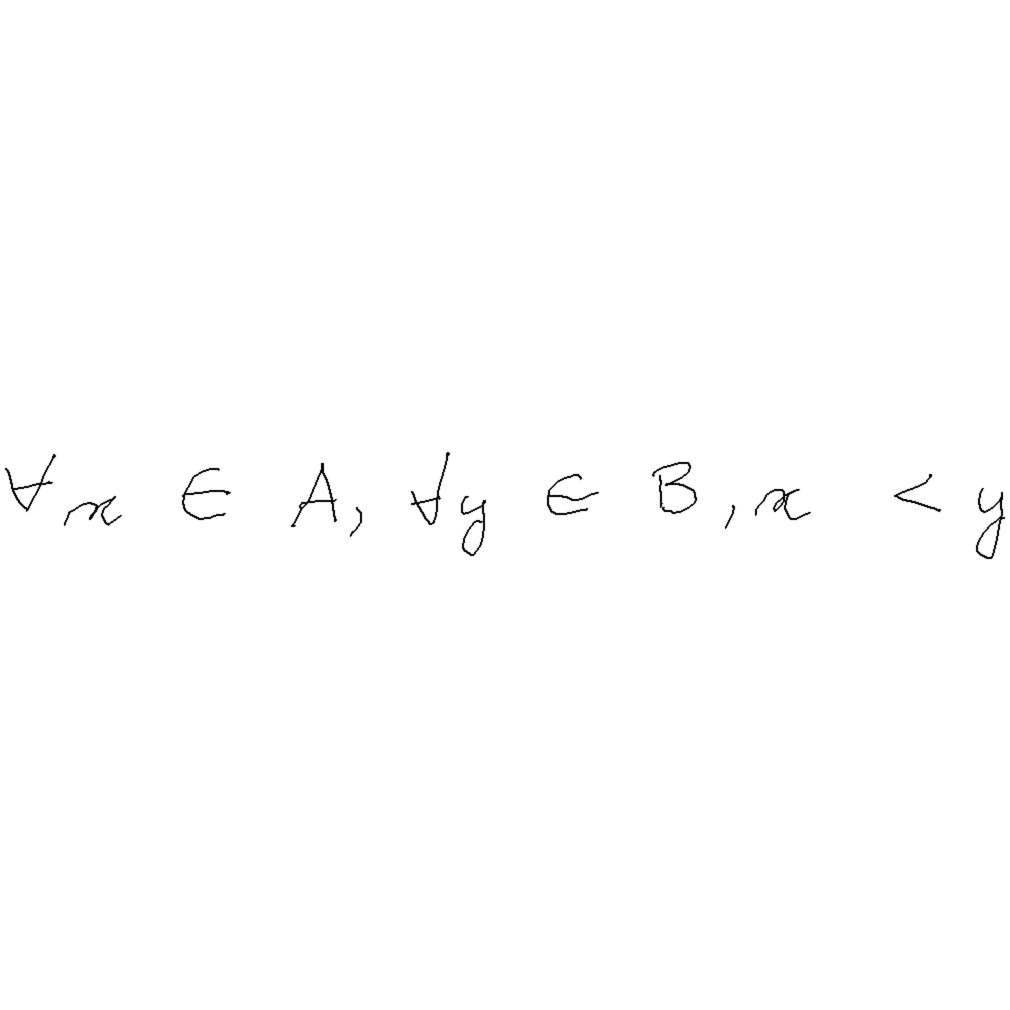 ∀x ∈ A, ∀y ∈ B, x < y